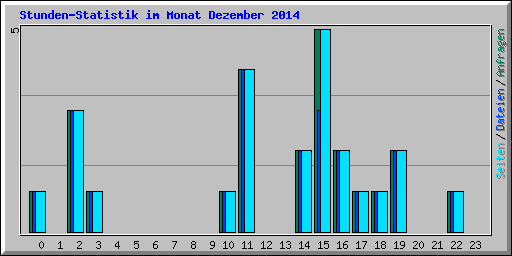 Stunden-Statistik im Monat Dezember 2014
5
Seiten / Dateien / Anfragen
0 1 2 3 4 5 6 7 8 9 10 11 12 13 14 15 16 17 18 19 20 21 22 23